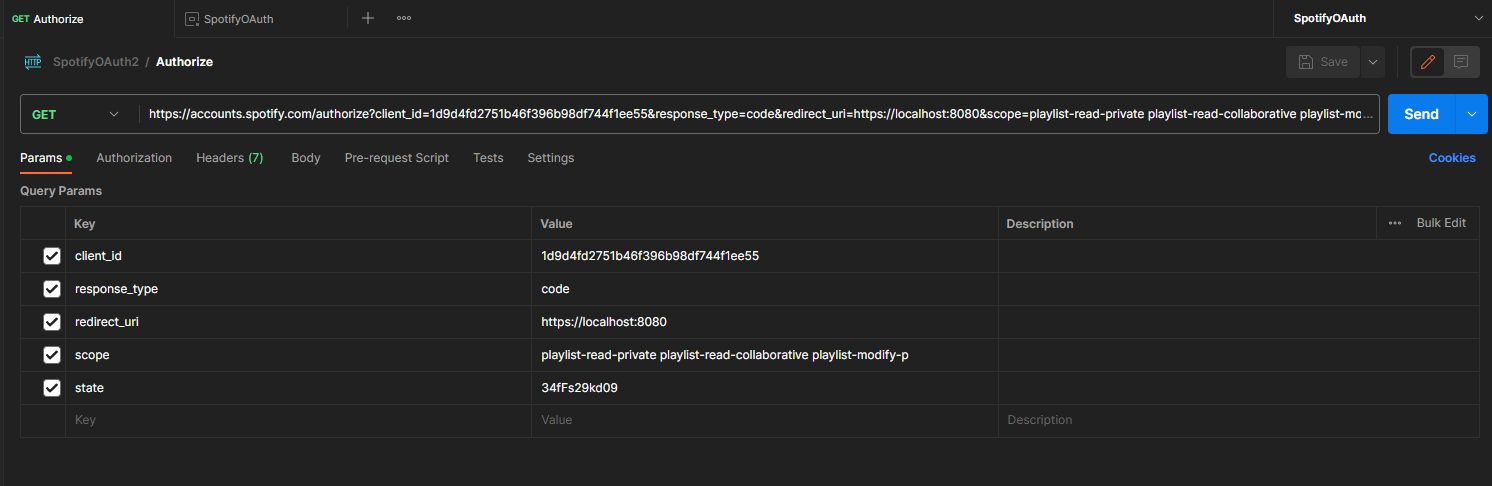 GET Authorize
SpotifyOAuth
SpotifyOAuth
HTTP SpotifyOAuth2 / Authorize
Save
GET https://accounts.spotify.com/authorize?client_id=1d9d4fd2751b46f396b98df744f1ee55&response_type=code&redirect_uri=https://localhost:8080&scope=playlist-read-private playlist-read-collaborative playlist-mo...
Send
Params Authorization Headers (7) Body Pre-request Script Tests Settings Cookies
Query Params
Key Value Description Bulk Edit
client_id 1d9d4fd2751b46f396b98df744f1ee55
response_type code
redirect_uri https://localhost:8080
scope playlist-read-private playlist-read-collaborative playlist-modify-p
state 34fFs29kd09
Key Value Description